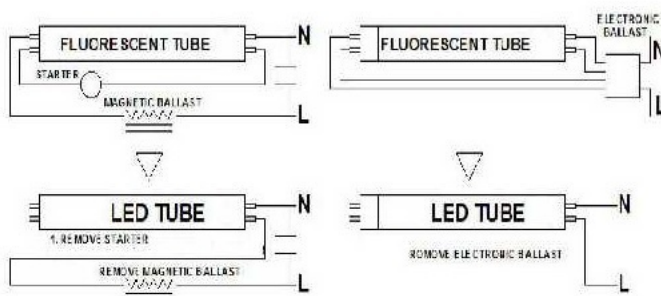 FLUORESCENT TUBE
N
STARTER
MAGNETIC BALLAST
L
ELECTRONIC
BALLAST
FLUORESCENT TUBE
N
L
LED TUBE
N
1. REMOVE STARTER
REMOVE MAGNETIC BALLAST
L
LED TUBE
N
ROMOVE ELECTRONIC BALLAST
L